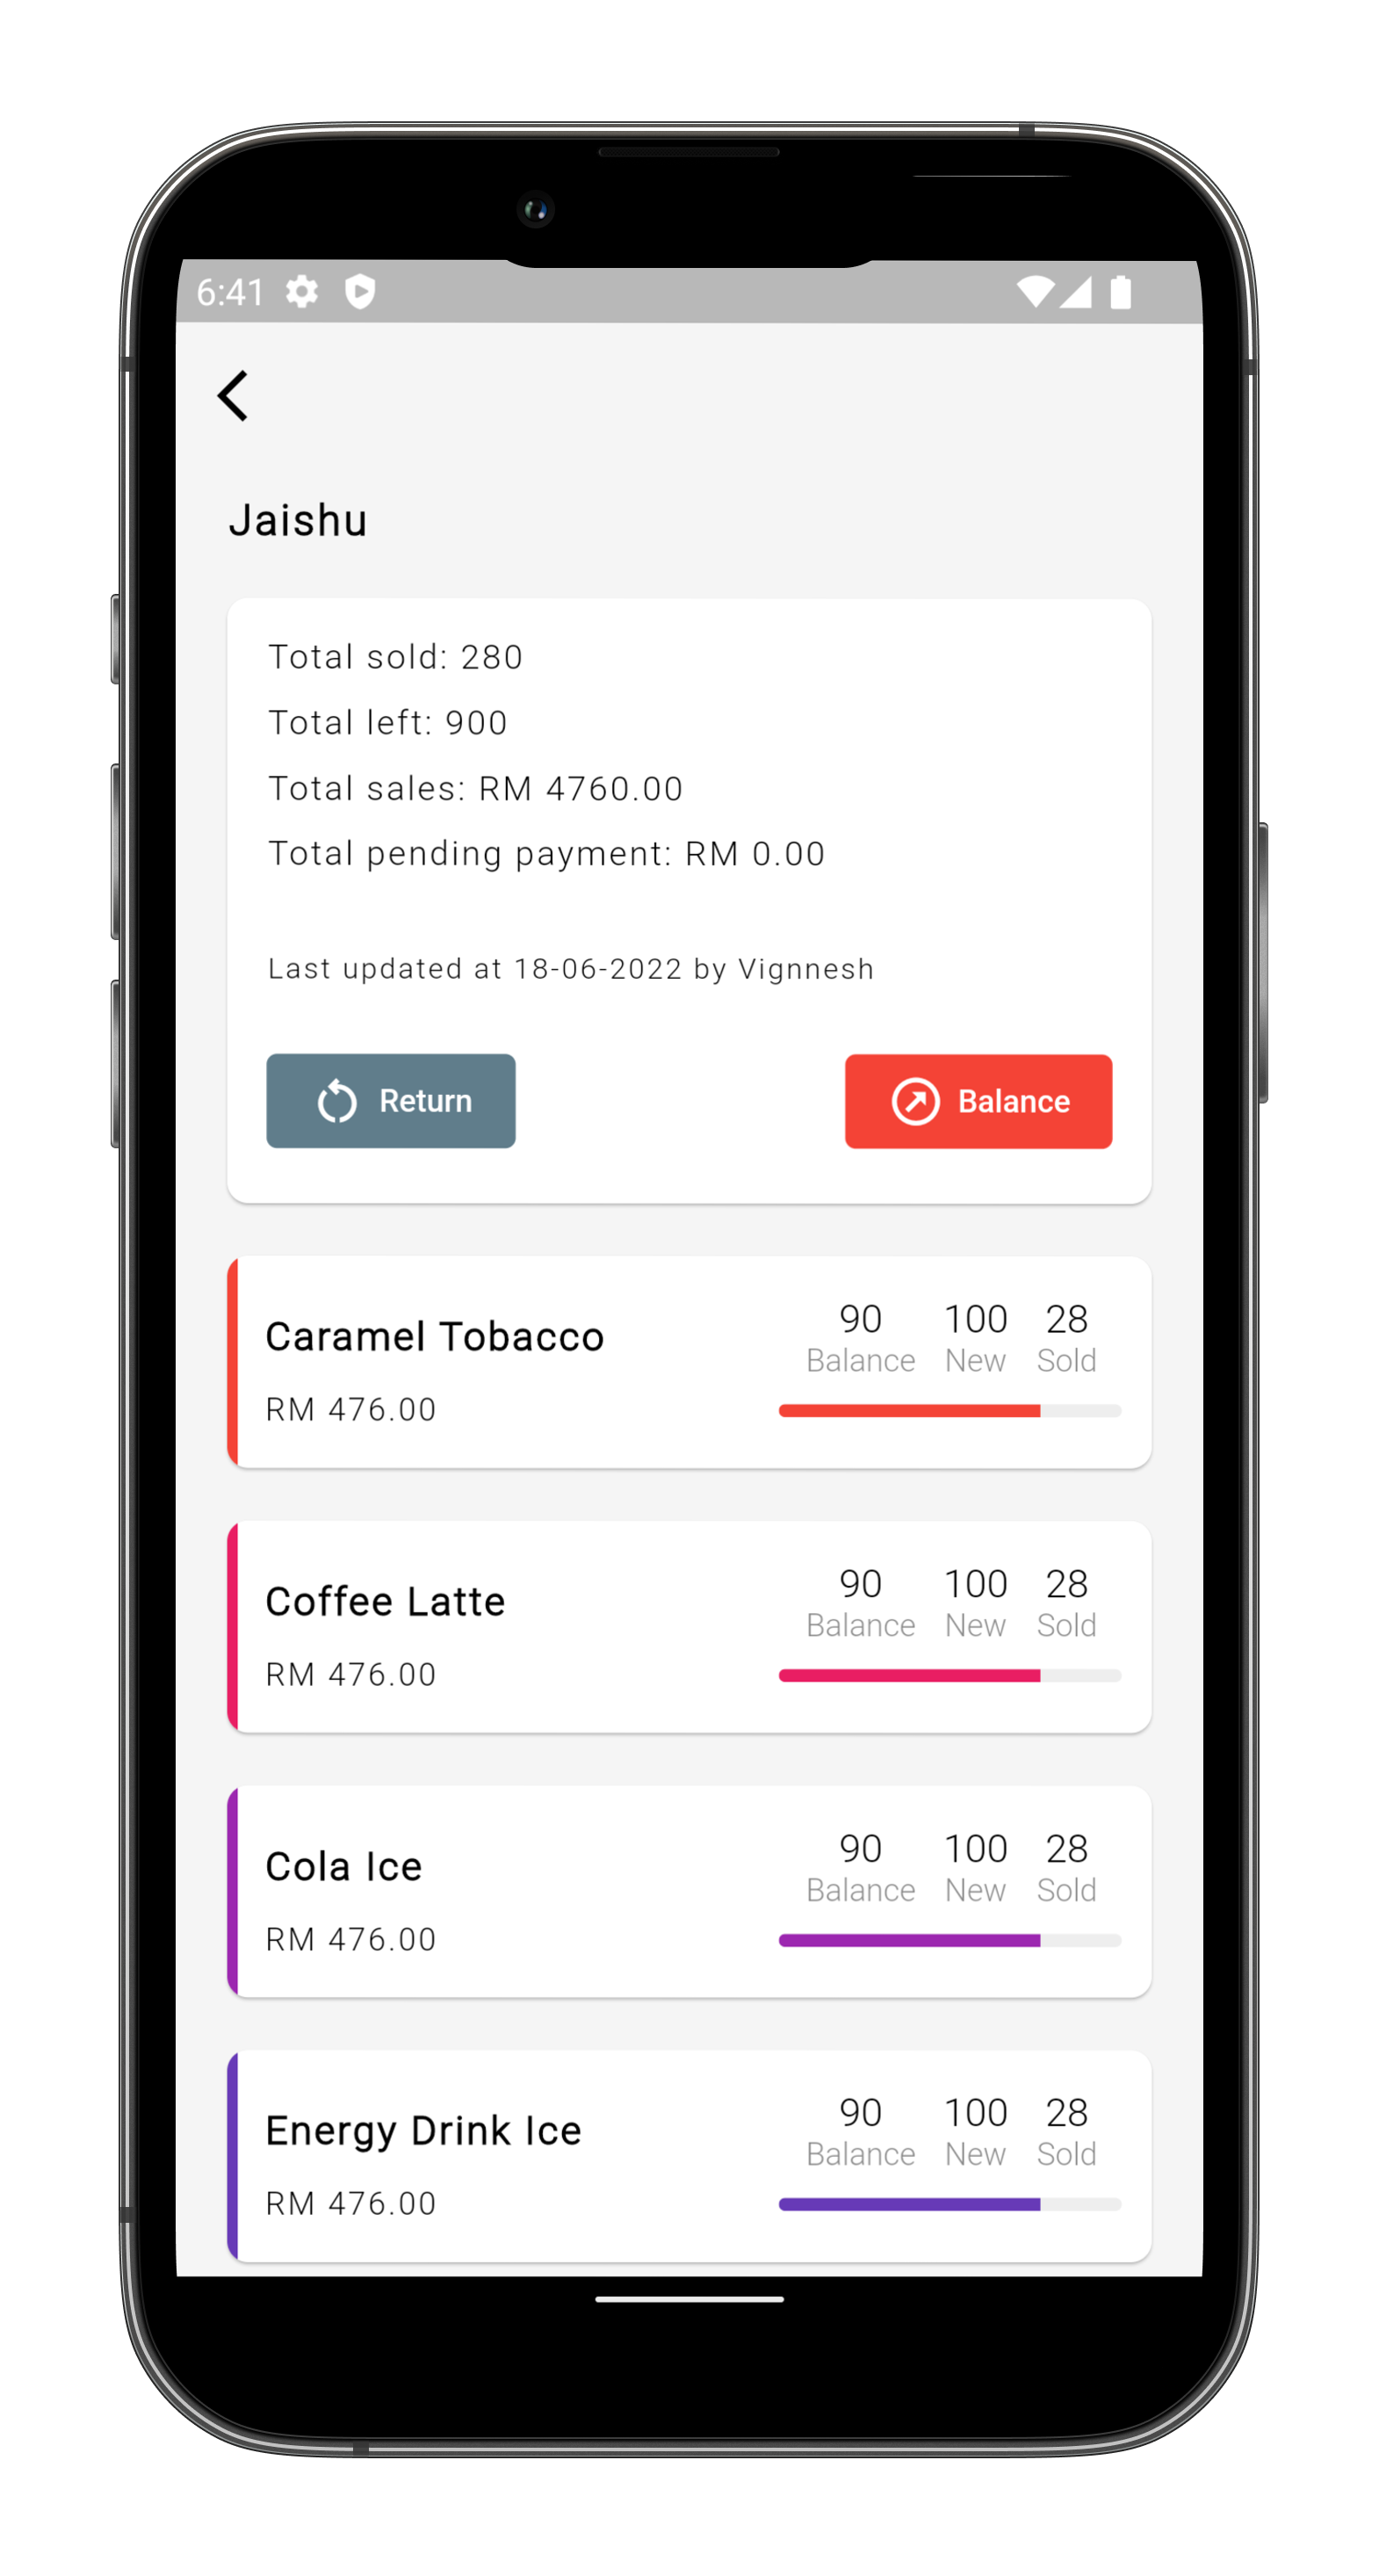 6:41
Jaishu
Total sold: 280
Total left: 900
Total sales: RM 4760.00
Total pending payment: RM 0.00
Last updated at 18-06-2022 by Vignnesh
Return
Balance
Caramel Tobacco
RM 476.00
90 100 28
Balance New Sold
Coffee Latte
RM 476.00
90 100 28
Balance New Sold
Cola Ice
RM 476.00
90 100 28
Balance New Sold
Energy Drink Ice
RM 476.00
90 100 28
Balance New Sold